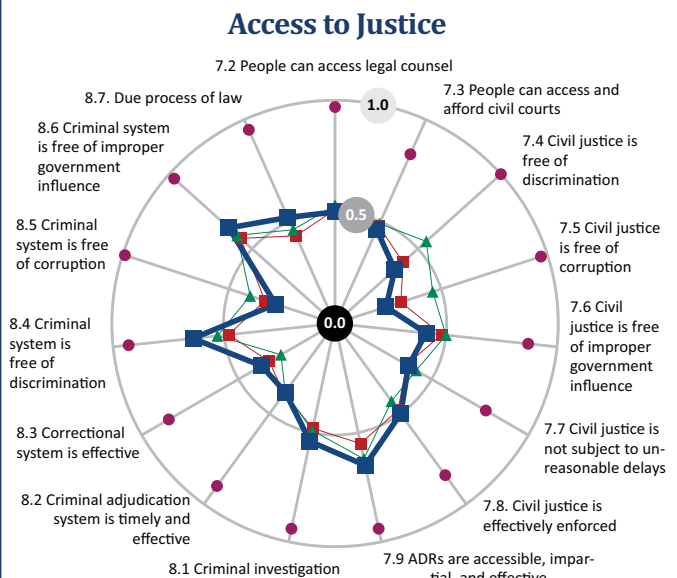 Access to Justice
7.2 People can access legal counsel
7.3 People can access and
afford civil courts
7.4 Civil justice is
free of
discrimination
7.5 Civil justice
is free of
corruption
7.6 Civil
justice is free
of improper
government
influence
7.7 Civil justice is
not subject to un-
reasonable delays
7.8. Civil justice is
effectively enforced
7.9 ADRs are accessible, impar-
tial, and effective
8.1 Criminal investigation
8.2 Criminal adjudication
system is timely and
effective
8.3 Correctional
system is effective
8.4 Criminal
system is
free of
discrimination
8.5 Criminal
system is free
of corruption
8.6 Criminal system
is free of improper
government
influence
8.7. Due process of law
1.0
0.5
0.0